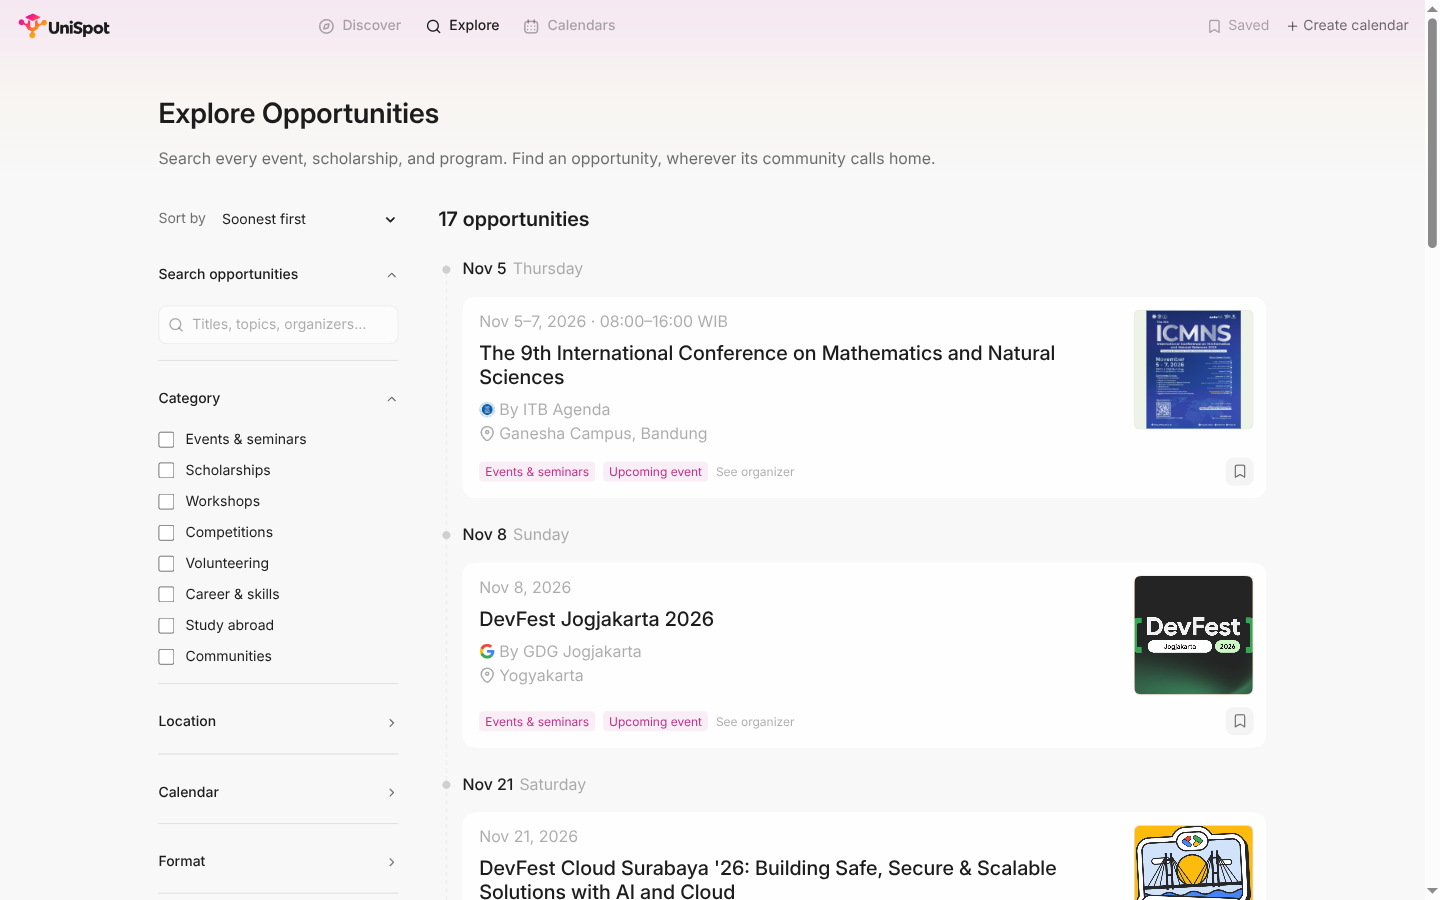 UniSpot
Discover
Explore
Calendars
Saved
+ Create calendar
Explore Opportunities
Search every event, scholarship, and program. Find an opportunity, wherever its community calls home.
Sort by
Soonest first
Search opportunities
Titles, topics, organizers...
Category
Events & seminars
Scholarships
Workshops
Competitions
Volunteering
Career & skills
Study abroad
Communities
Location
Calendar
Format
17 opportunities
Nov 5 Thursday
Nov 5–7, 2026 · 08:00–16:00 WIB
The 9th International Conference on Mathematics and Natural
Sciences
By ITB Agenda
Ganesha Campus, Bandung
Events & seminars
Upcoming event
See organizer
ICMNS
November
5 - 7, 2026
Nov 8 Sunday
Nov 8, 2026
DevFest Jogjakarta 2026
By GDG Jogjakarta
Yogyakarta
Events & seminars
Upcoming event
See organizer
DevFest
Jogjakarta
2026
Nov 21 Saturday
Nov 21, 2026
DevFest Cloud Surabaya '26: Building Safe, Secure & Scalable
Solutions with AI and Cloud